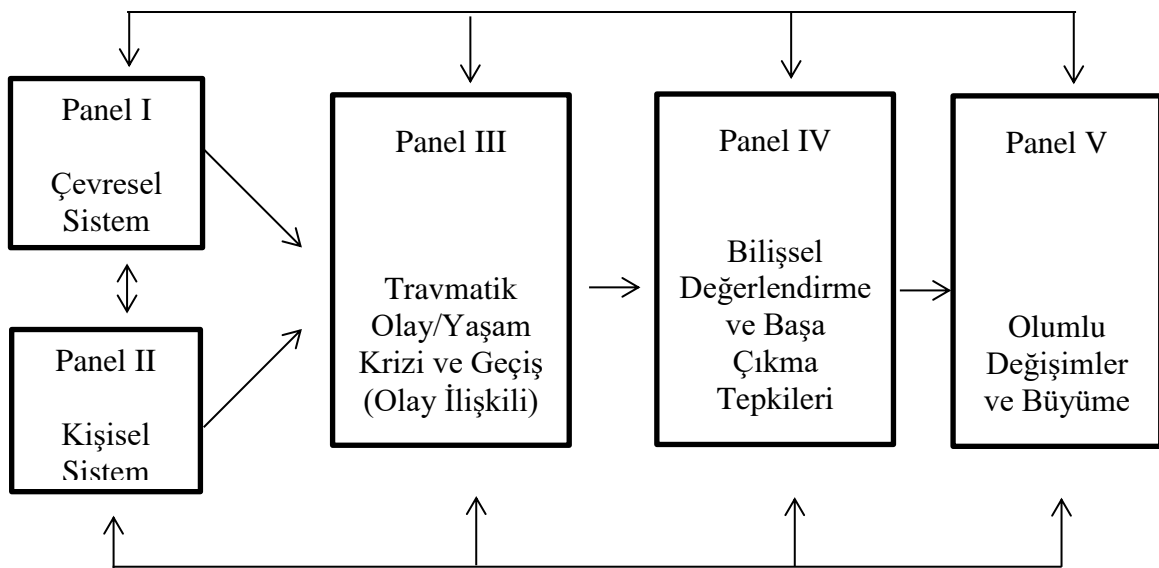 Panel I
Çevresel
Sistem
Panel II
Kişisel
Sistem
Panel III
Travmatik
Olay/Yaşam
Krizi ve Geçiş
(Olay İlişkili)
Panel IV
Bilişsel
Değerlendirme
ve Başa
Çıkma
Tepkileri
Panel V
Olumlu
Değişimler
ve Büyüme